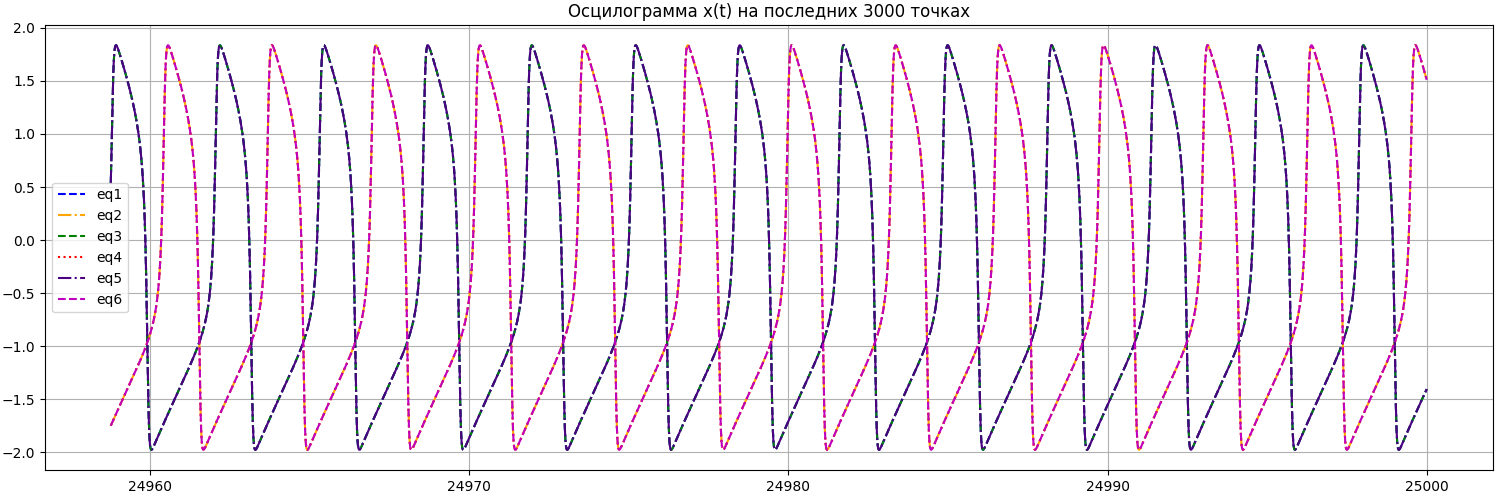 Осцилограмма x(t) на последних 3000 точках
2.0
1.5
1.0
0.5
0.0
−0.5
−1.0
−1.5
−2.0
eq1
eq2
eq3
eq4
eq5
eq6
24960
24970
24980
24990
25000